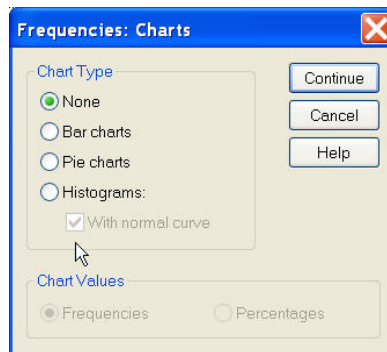 Frequencies: Charts
Chart Type
None
Bar charts
Pie charts
Histograms:
With normal curve
Continue
Cancel
Help
Chart Values
Frequencies Percentages